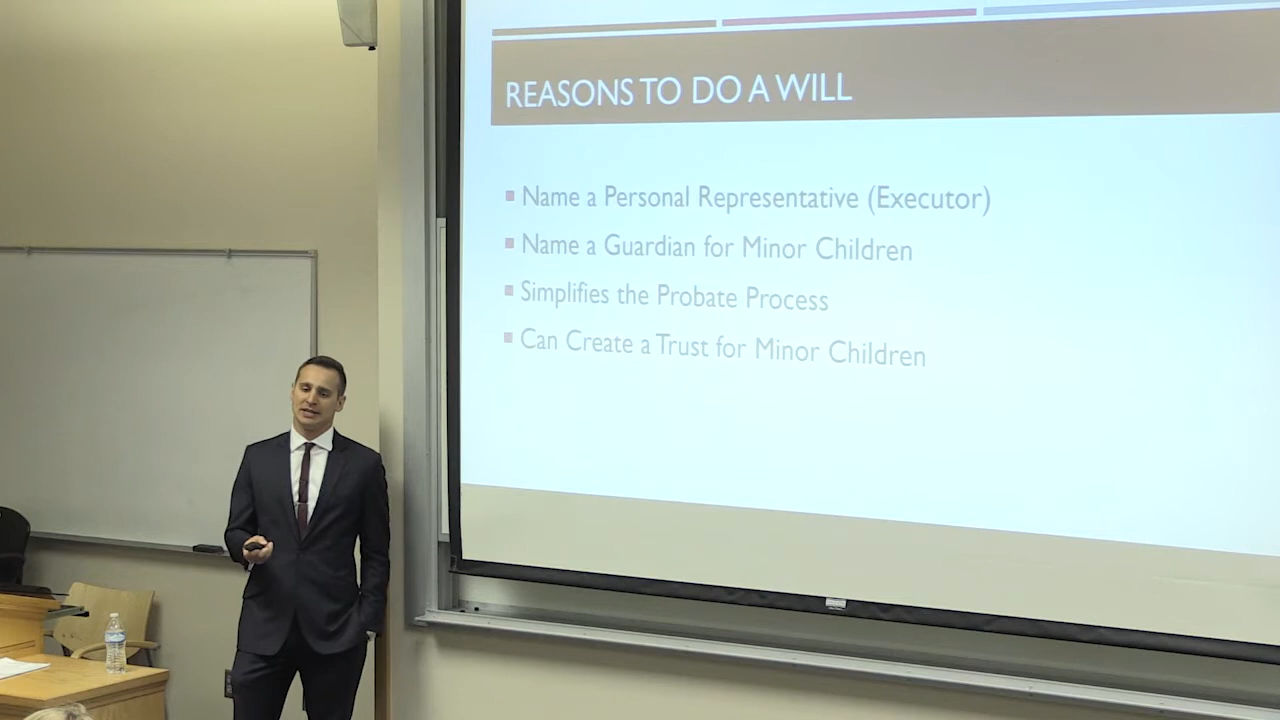 REASONS TO DO A WILL
Name a Personal Representative (Executor)
Name a Guardian for Minor Children
Simplifies the Probate Process
Can Create a Trust for Minor Children